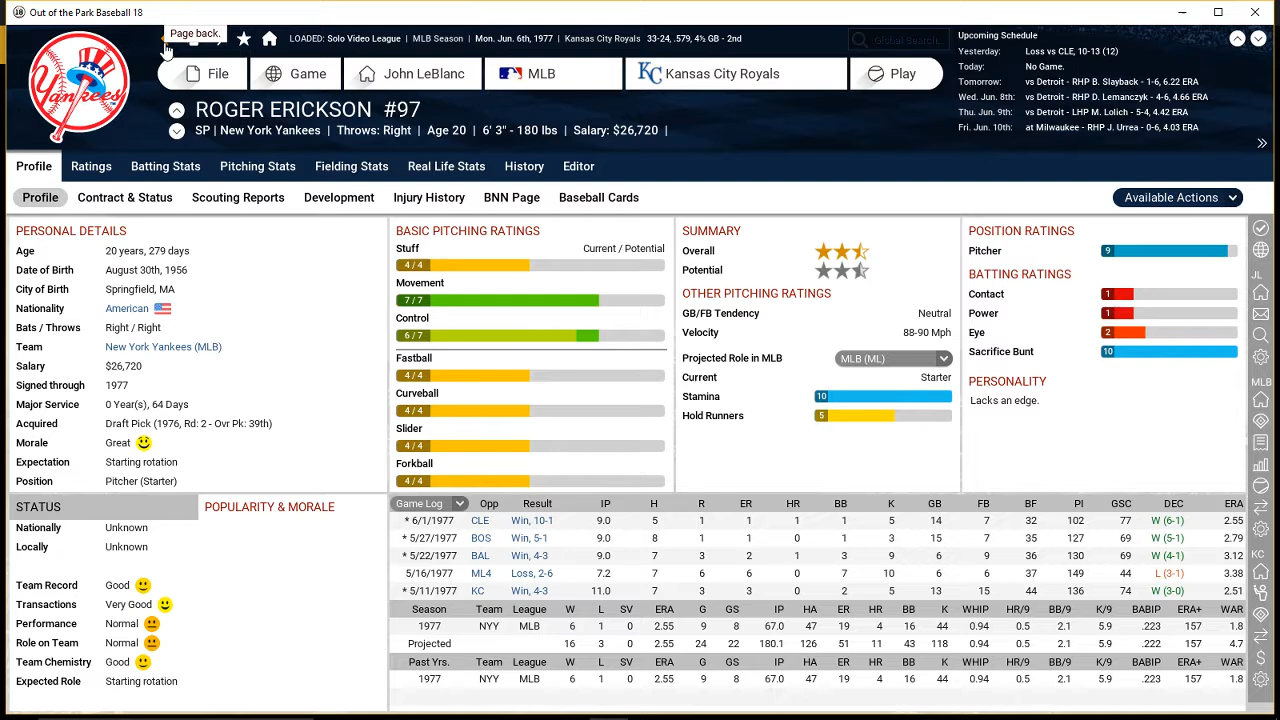 18 Out of the Park Baseball 18
Page back.
LOADED: Solo Video League | MLB Season | Mon. Jun. 6th, 1977 | Kansas City Royals 33-24, .579, 4½ GB - 2nd
Global Search...
Upcoming Schedule
Yesterday: Loss vs CLE, 10-13 (12)
Today: No Game.
Tomorrow: vs Detroit - RHP B. Slayback - 1-6, 6.22 ERA
Wed. Jun. 8th: vs Detroit - RHP D. Lemanczyk - 4-6, 4.66 ERA
Thu. Jun. 9th: vs Detroit - LHP M. Lolich - 5-4, 4.42 ERA
Fri. Jun. 10th: at Milwaukee - RHP J. Urrea - 0-6, 4.03 ERA
Yankees
File Game John LeBlanc MLB KC Kansas City Royals Play
ROGER ERICKSON #97
SP | New York Yankees | Throws: Right | Age 20 | 6' 3" - 180 lbs | Salary: $26,720 |
Profile Ratings Batting Stats Pitching Stats Fielding Stats Real Life Stats History Editor
Profile Contract & Status Scouting Reports Development Injury History BNN Page Baseball Cards Available Actions
PERSONAL DETAILS
Age 20 years, 279 days
Date of Birth August 30th, 1956
City of Birth Springfield, MA
Nationality American
Bats / Throws Right / Right
Team New York Yankees (MLB)
Salary $26,720
Signed through 1977
Major Service 0 Year(s), 64 Days
Acquired Draft Pick (1976, Rd: 2 - Ovr Pk: 39th)
Morale Great
Expectation Starting rotation
Position Pitcher (Starter)
BASIC PITCHING RATINGS
Stuff Current / Potential
4 / 4
Movement
7 / 7
Control
6 / 7
Fastball
4 / 4
Curveball
4 / 4
Slider
4 / 4
Forkball
4 / 4
SUMMARY
Overall
Potential
OTHER PITCHING RATINGS
GB/FB Tendency Neutral
Velocity 88-90 Mph
Projected Role in MLB MLB (ML)
Current Starter
Stamina 10
Hold Runners 5
POSITION RATINGS
Pitcher 9
BATTING RATINGS
Contact 1
Power 1
Eye 2
Sacrifice Bunt 10
PERSONALITY
Lacks an edge.
JL
MLB
KC
STATUS POPULARITY & MORALE
Nationally Unknown
Locally Unknown
Team Record Good
Transactions Very Good
Performance Normal
Role on Team Normal
Team Chemistry Good
Expected Role Starting rotation
Game Log Opp Result IP H R ER HR BB K GB FB BF PI GSC DEC ERA
* 6/1/1977 CLE Win, 10-1 9.0 5 1 1 1 1 5 14 7 32 102 77 W (6-1) 2.55
* 5/27/1977 BOS Win, 5-1 9.0 8 1 1 0 1 3 15 7 35 127 69 W (5-1) 2.79
* 5/22/1977 BAL Win, 4-3 9.0 7 3 2 1 3 9 6 9 36 130 69 W (4-1) 3.12
5/16/1977 ML4 Loss, 2-6 7.2 7 6 6 0 7 10 6 6 37 149 44 L (3-1) 3.38
* 5/11/1977 KC Win, 4-3 11.0 7 3 3 0 2 5 13 15 44 136 74 W (3-0) 2.51
Season Team League W L SV ERA G GS IP HA ER HR BB K WHIP HR/9 BB/9 K/9 BABIP ERA+ WAR
1977 NYY MLB 6 1 0 2.55 9 8 67.0 47 19 4 16 44 0.94 0.5 2.1 5.9 .223 157 1.8
Projected 16 3 0 2.55 24 22 180.1 126 51 11 43 118 0.94 0.5 2.1 5.9 .223 157 4.7
Past Yrs. Team League W L SV ERA G GS IP HA ER HR BB K WHIP HR/9 BB/9 K/9 BABIP ERA+ WAR
1977 NYY MLB 6 1 0 2.55 9 8 67.0 47 19 4 16 44 0.94 0.5 2.1 5.9 .223 157 1.8